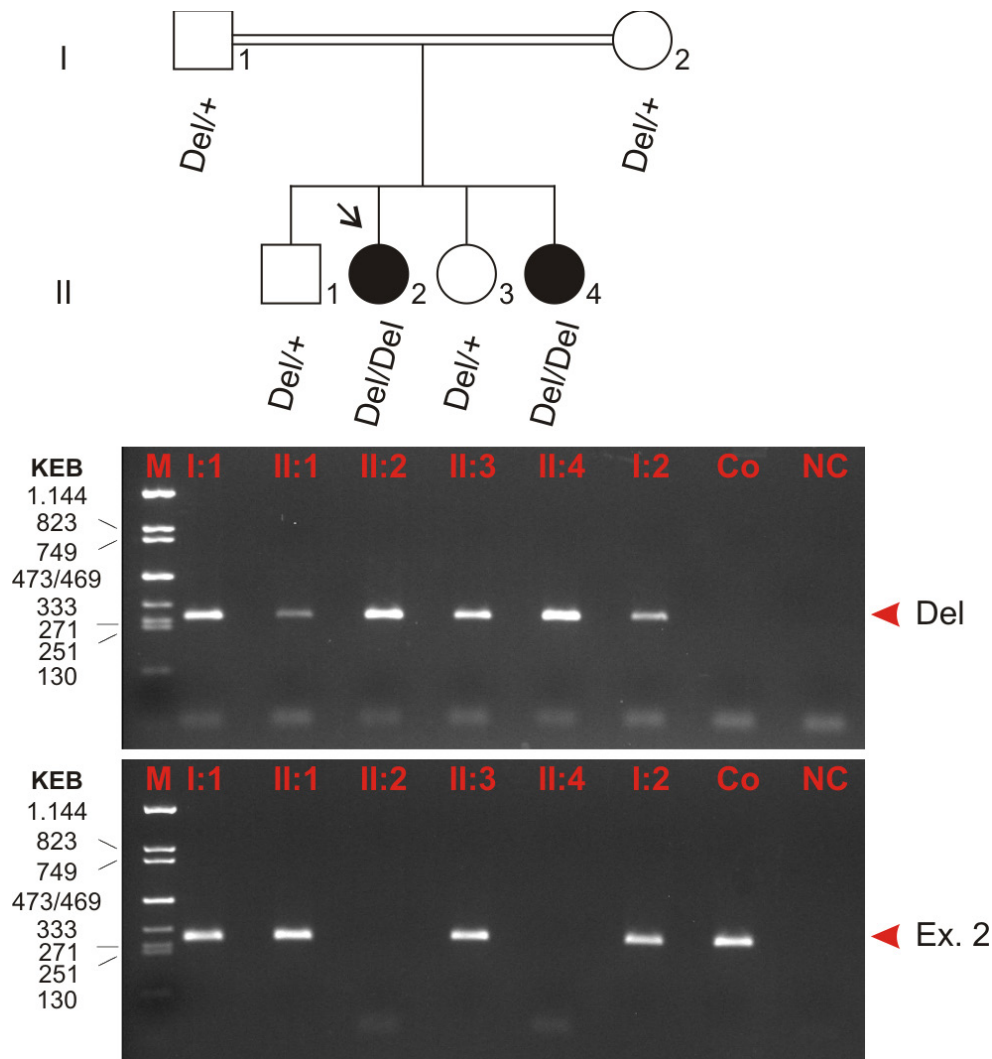 I
1
2
Del/+
Del/+
II
1
2
3
4
Del/+
Del/Del
Del/+
Del/Del
KEB M I:1 II:1 II:2 II:3 II:4 I:2 Co NC
1.144
823
749
473/469
333
271
251
130
Del
KEB M I:1 II:1 II:2 II:3 II:4 I:2 Co NC
1.144
823
749
473/469
333
271
251
130
Ex. 2